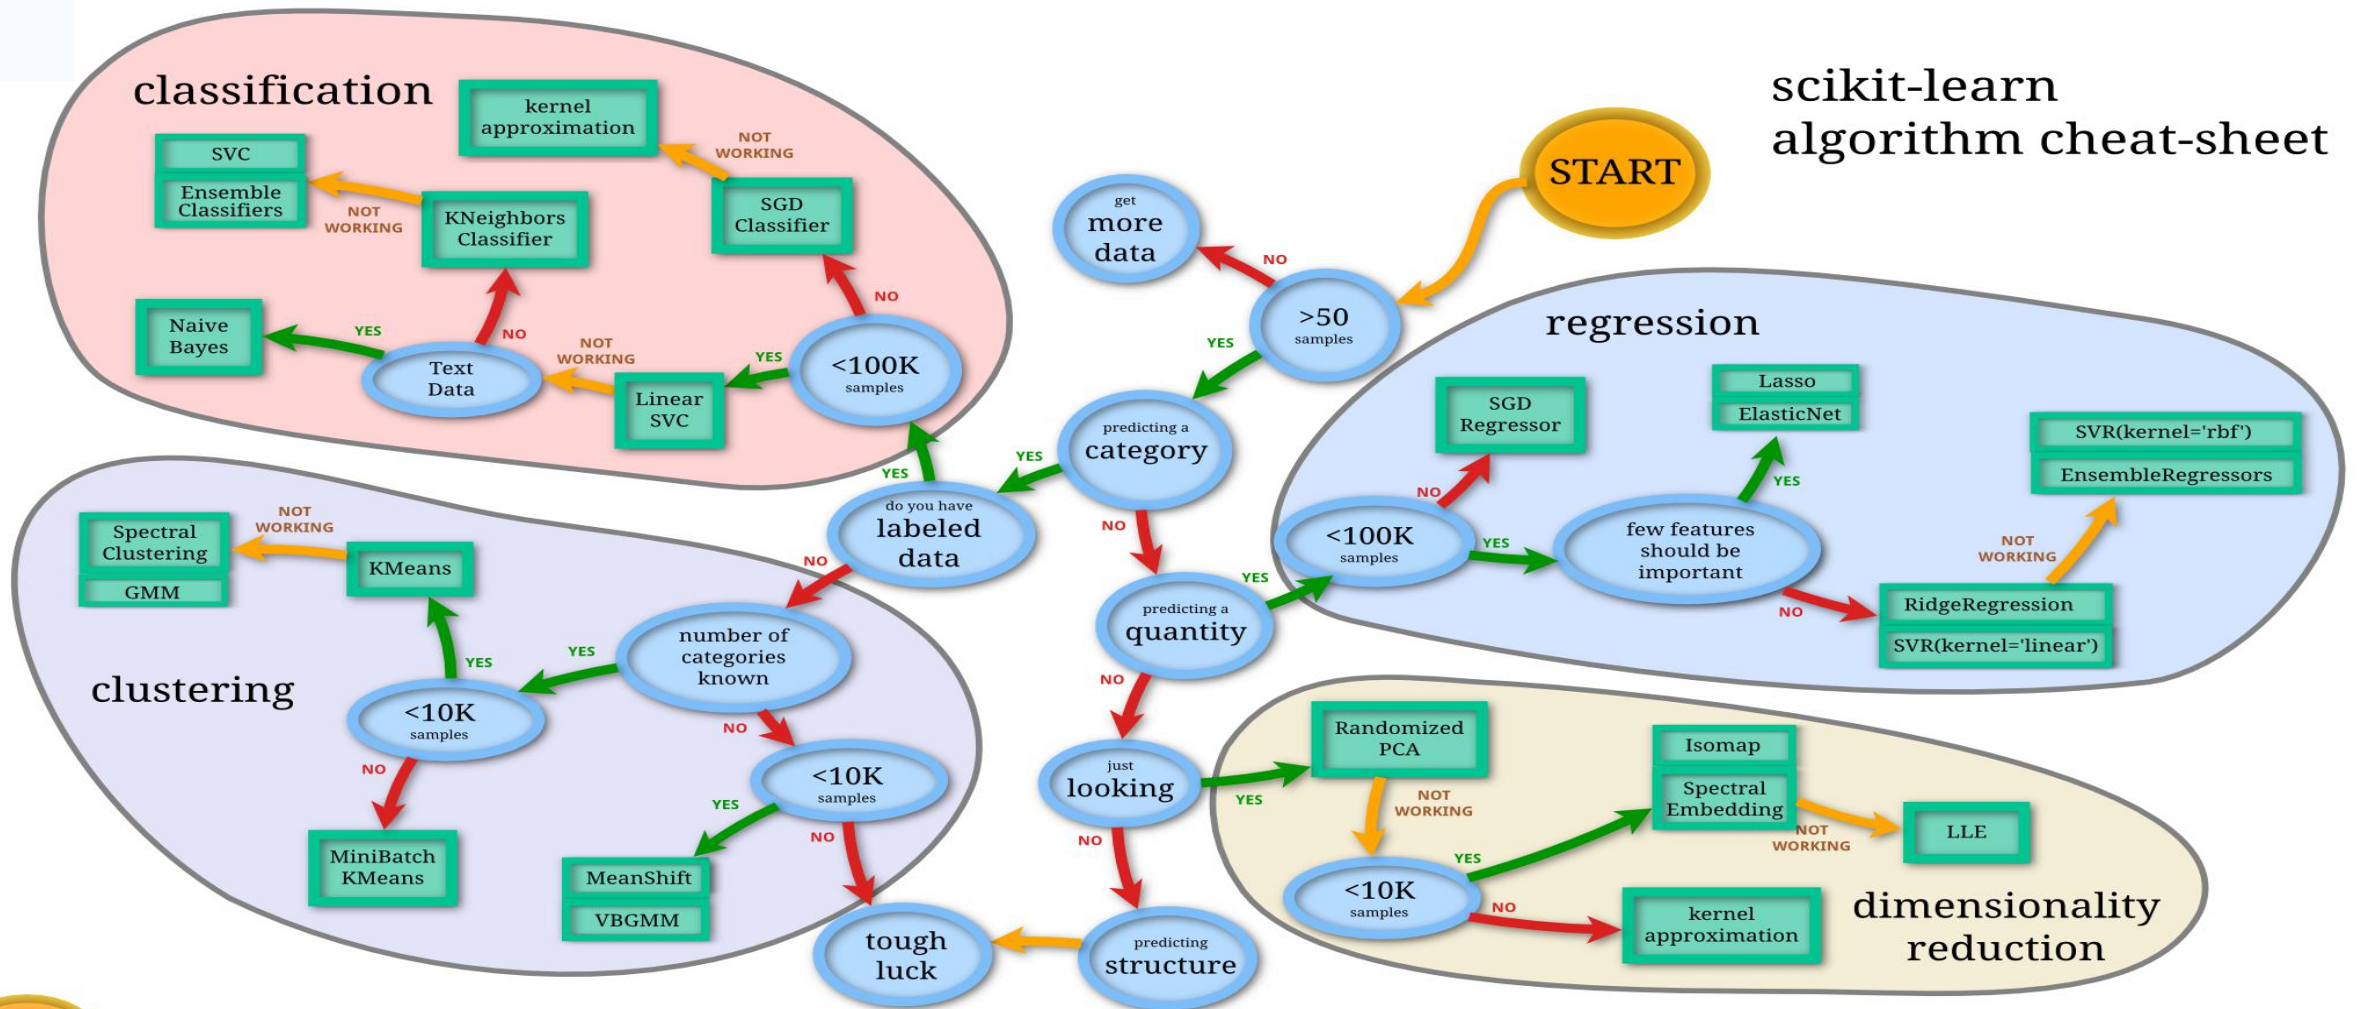 scikit-learn
algorithm cheat-sheet
START
>50
samples
NO
get
more
data
YES
predicting a
category
YES
do you have
labeled
data
YES
NO
NO
predicting a
quantity
YES
NO
just
looking
YES
NO
predicting
structure
tough
luck
classification
<100K
samples
NO
SGD
Classifier
NOT
WORKING
kernel
approximation
YES
Linear
SVC
NOT
WORKING
Text
Data
YES
Naive
Bayes
NO
KNeighbors
Classifier
NOT
WORKING
SVC
Ensemble
Classifiers
clustering
number of
categories
known
YES
<10K
samples
YES
KMeans
NOT
WORKING
Spectral
Clustering
GMM
NO
MiniBatch
KMeans
NO
<10K
samples
YES
MeanShift
VBGMM
NO
regression
<100K
samples
NO
SGD
Regressor
YES
few features
should be
important
YES
Lasso
ElasticNet
NO
RidgeRegression
SVR(kernel='linear')
NOT
WORKING
SVR(kernel='rbf')
EnsembleRegressors
dimensionality
reduction
Randomized
PCA
NOT
WORKING
<10K
samples
YES
Isomap
Spectral
Embedding
NOT
WORKING
LLE
NO
kernel
approximation